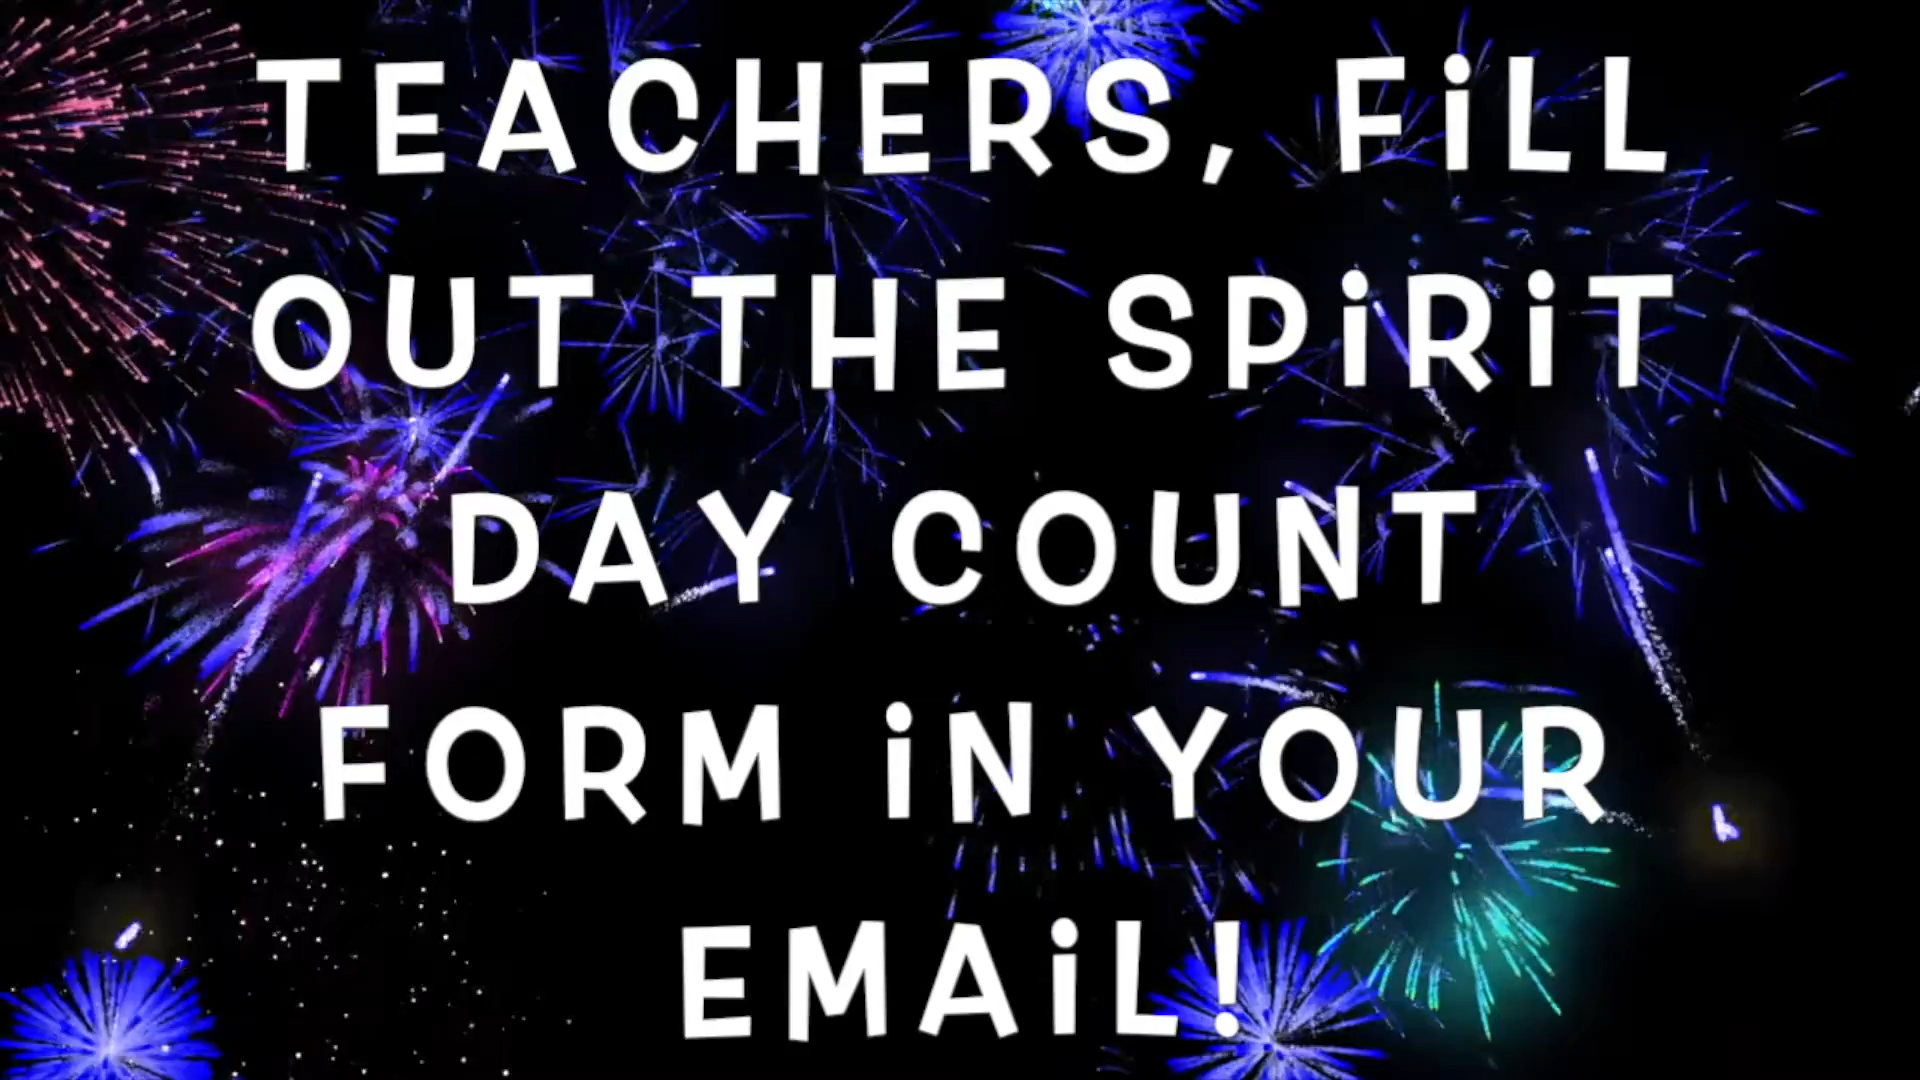 TEACHERS, FiLL
OUT THE SPiRiT
DAY COUNT
FORM iN YOUR
EMAiL!